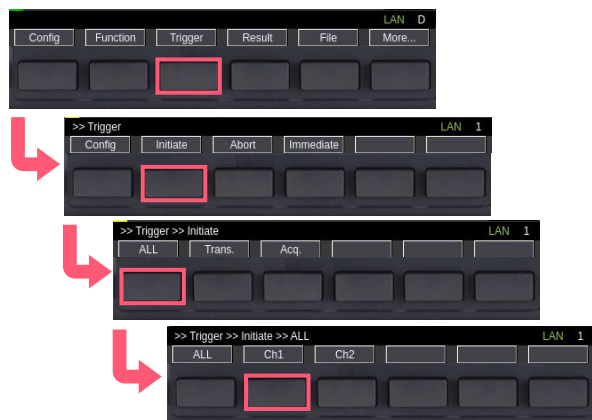 LAN D
Config Function Trigger Result File More...
>> Trigger LAN 1
Config Initiate Abort Immediate
>> Trigger >> Initiate LAN 1
ALL Trans. Acq.
>> Trigger >> Initiate >> ALL LAN 1
ALL Ch1 Ch2